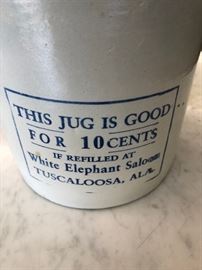 THIS JUG IS GOOD
FOR 10 CENTS
IF REFILLED AT
White Elephant Saloon
TUSCALOOSA, ALA.